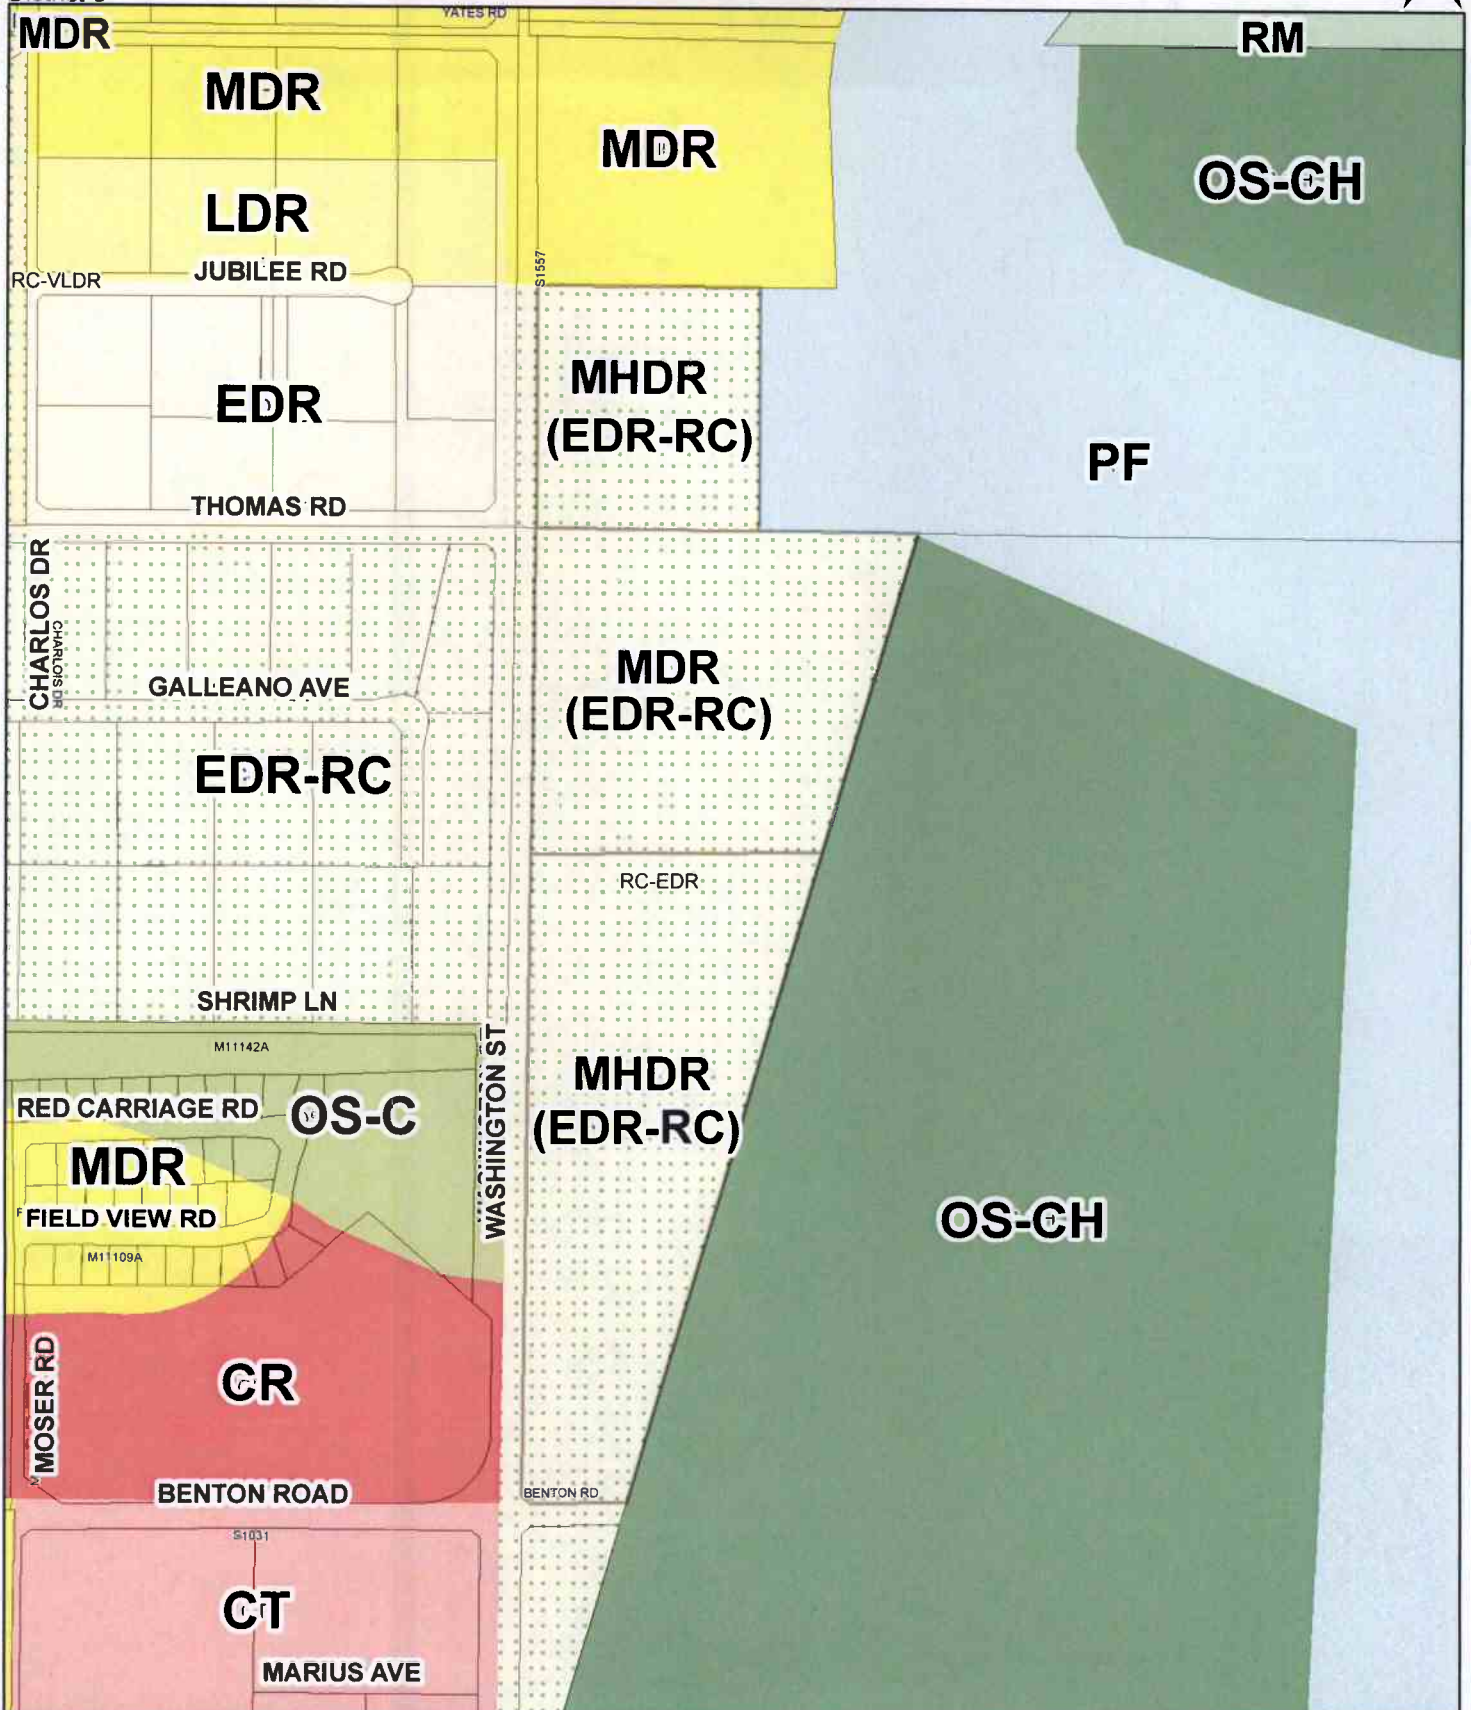 YATES RD
MDR
RM
MDR
MDR
OS-CH
LDR
JUBILEE RD
RC-VLDR
S1557
MHDR
(EDR-RC)
EDR
PF
THOMAS RD
CHARLOS DR
CHARLOIS DR
MDR
(EDR-RC)
GALLEANO AVE
EDR-RC
RC-EDR
SHRIMP LN
M11142A
WASHINGTON ST
MHDR
(EDR-RC)
RED CARRIAGE RD
OS-C
MDR
FIELD VIEW RD
OS-CH
M11109A
MOSER RD
CR
BENTON ROAD
BENTON RD
S1031
CT
MARIUS AVE